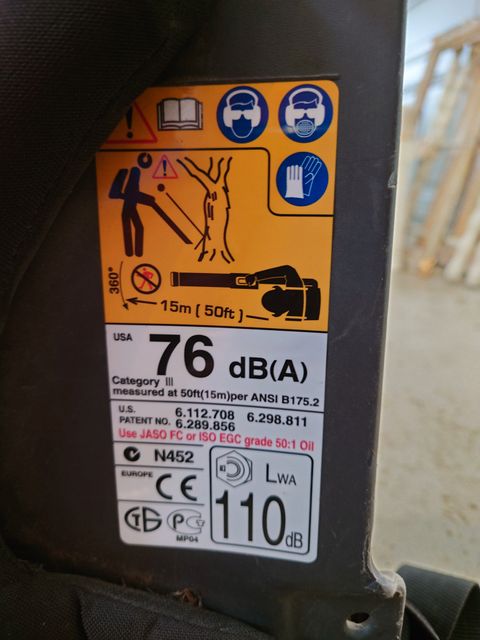 360°
15m [ 50ft ]
USA 76 dB(A)
Category III
measured at 50ft(15m)per ANSI B175.2
U.S. PATENT NO. 6.112.708 6.298.811
6.289.856
Use JASO FC or ISO EGC grade 50:1 Oil
N452
EUROPE CE
MP04
LWA
110dB